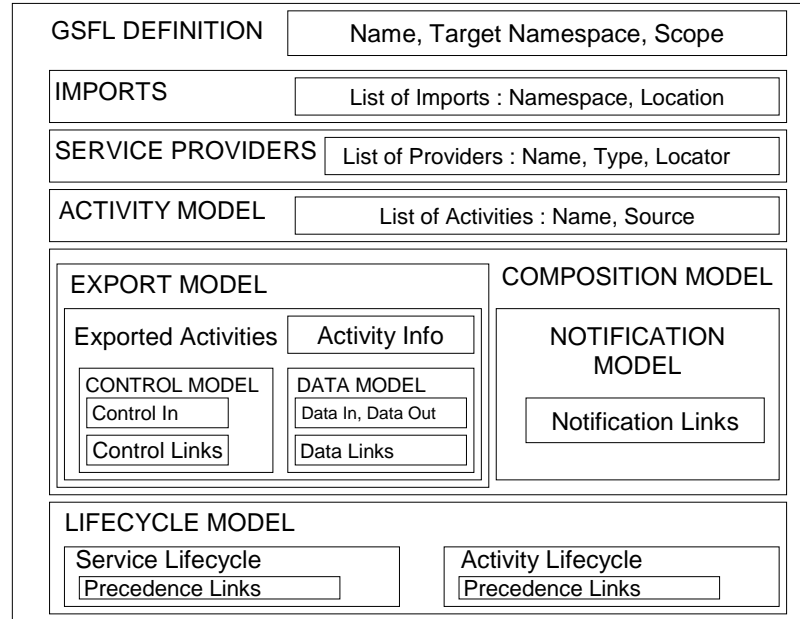 GSFL DEFINITION
Name, Target Namespace, Scope
IMPORTS
List of Imports : Namespace, Location
SERVICE PROVIDERS
List of Providers : Name, Type, Locator
ACTIVITY MODEL
List of Activities : Name, Source
EXPORT MODEL
Exported Activities
Activity Info
CONTROL MODEL
Control In
Control Links
DATA MODEL
Data In, Data Out
Data Links
COMPOSITION MODEL
NOTIFICATION
MODEL
Notification Links
LIFECYCLE MODEL
Service Lifecycle
Precedence Links
Activity Lifecycle
Precedence Links